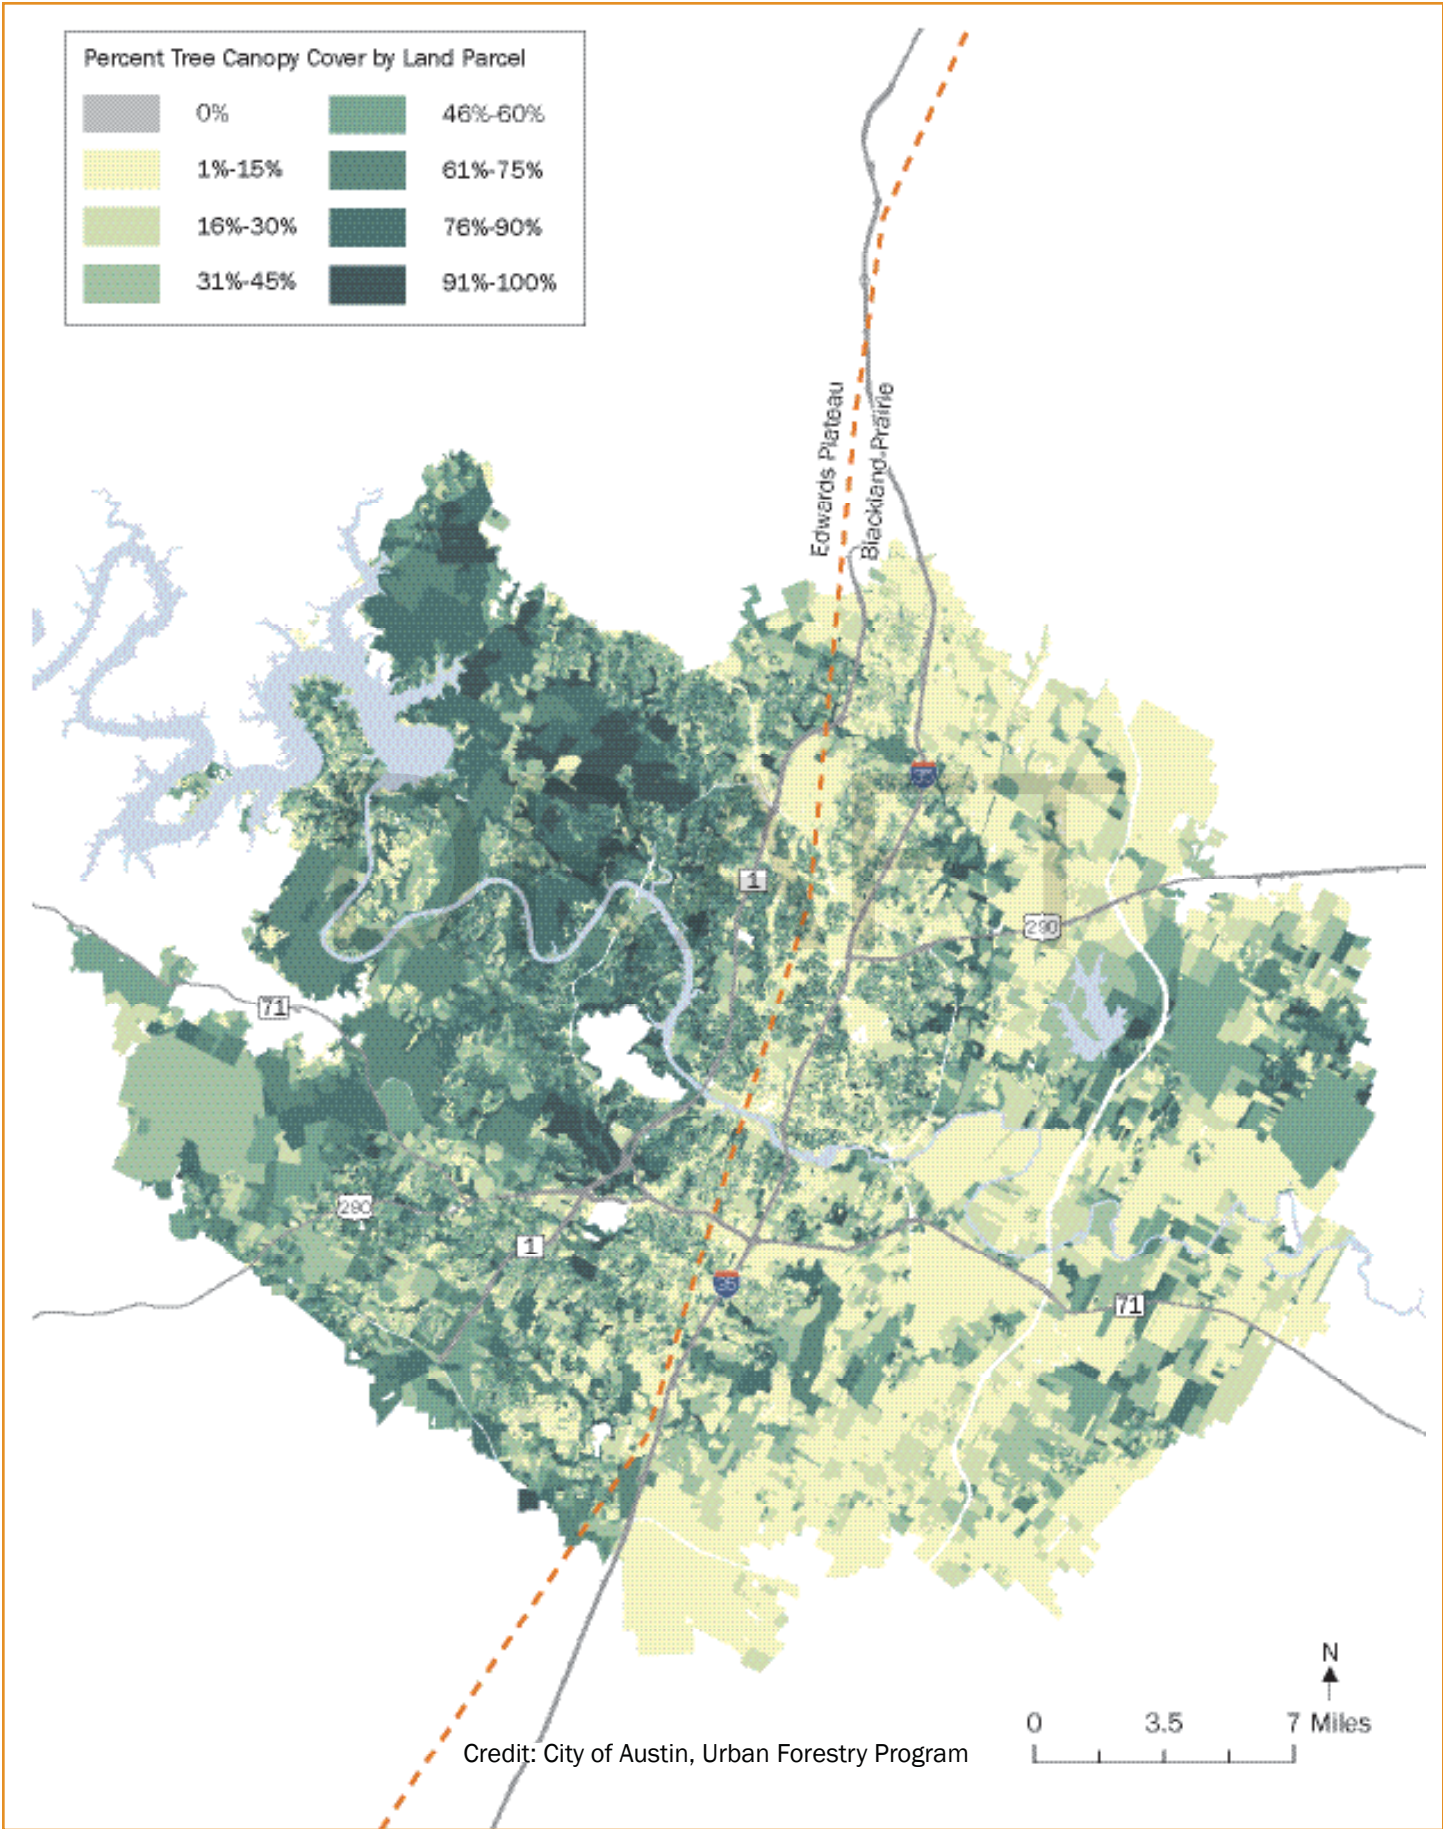 Percent Tree Canopy Cover by Land Parcel
0%
1%-15%
16%-30%
31%-45%
46%-60%
61%-75%
76%-90%
91%-100%
Edwards Plateau
Blackland Prairie
35
1
290
71
290
1
35
71
DRAFT
N
0 3.5 7 Miles
Credit: City of Austin, Urban Forestry Program